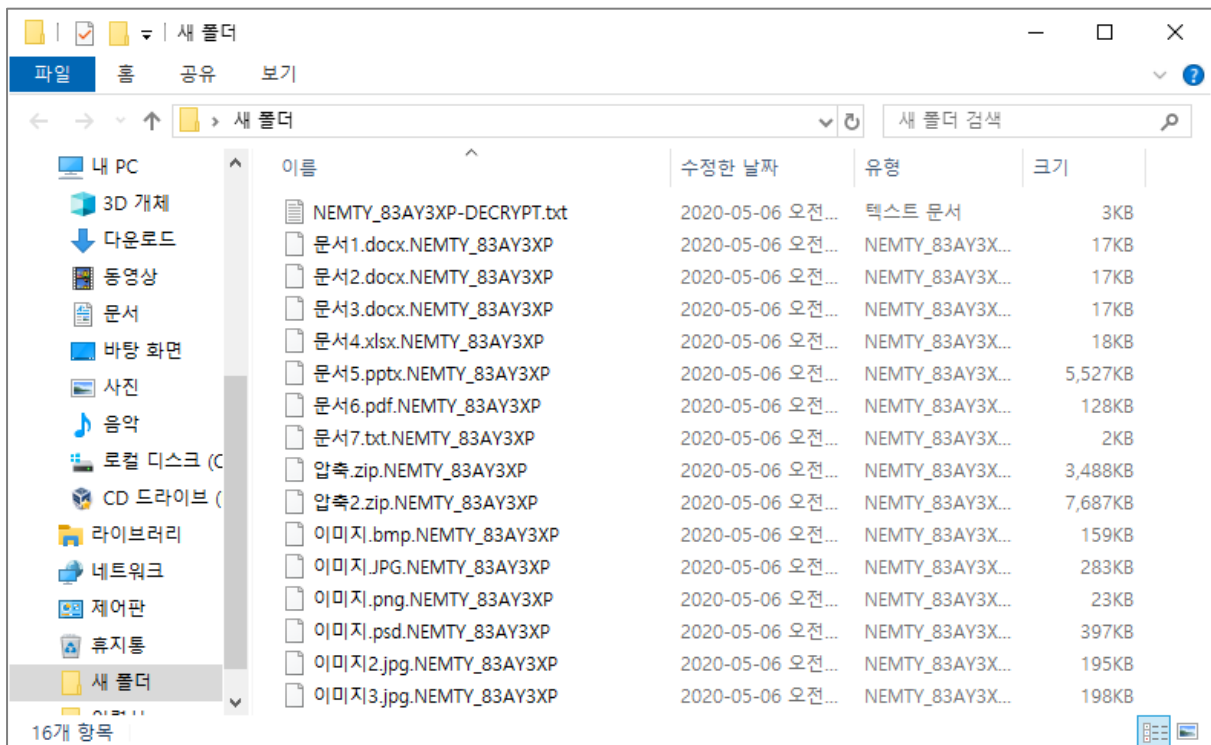 새 폴더
파일 홈 공유 보기
새 폴더 새 폴더 검색
이름 수정한 날짜 유형 크기
내 PC
3D 개체
다운로드
동영상
문서
바탕 화면
사진
음악
로컬 디스크 (C
CD 드라이브 (
라이브러리
네트워크
제어판
휴지통
새 폴더
NEMTY_83AY3XP-DECRYPT.txt 2020-05-06 오전... 텍스트 문서 3KB
문서1.docx.NEMTY_83AY3XP 2020-05-06 오전... NEMTY_83AY3X... 17KB
문서2.docx.NEMTY_83AY3XP 2020-05-06 오전... NEMTY_83AY3X... 17KB
문서3.docx.NEMTY_83AY3XP 2020-05-06 오전... NEMTY_83AY3X... 17KB
문서4.xlsx.NEMTY_83AY3XP 2020-05-06 오전... NEMTY_83AY3X... 18KB
문서5.pptx.NEMTY_83AY3XP 2020-05-06 오전... NEMTY_83AY3X... 5,527KB
문서6.pdf.NEMTY_83AY3XP 2020-05-06 오전... NEMTY_83AY3X... 128KB
문서7.txt.NEMTY_83AY3XP 2020-05-06 오전... NEMTY_83AY3X... 2KB
압축.zip.NEMTY_83AY3XP 2020-05-06 오전... NEMTY_83AY3X... 3,488KB
압축2.zip.NEMTY_83AY3XP 2020-05-06 오전... NEMTY_83AY3X... 7,687KB
이미지.bmp.NEMTY_83AY3XP 2020-05-06 오전... NEMTY_83AY3X... 159KB
이미지.JPG.NEMTY_83AY3XP 2020-05-06 오전... NEMTY_83AY3X... 283KB
이미지.png.NEMTY_83AY3XP 2020-05-06 오전... NEMTY_83AY3X... 23KB
이미지.psd.NEMTY_83AY3XP 2020-05-06 오전... NEMTY_83AY3X... 397KB
이미지2.jpg.NEMTY_83AY3XP 2020-05-06 오전... NEMTY_83AY3X... 195KB
이미지3.jpg.NEMTY_83AY3XP 2020-05-06 오전... NEMTY_83AY3X... 198KB
16개 항목